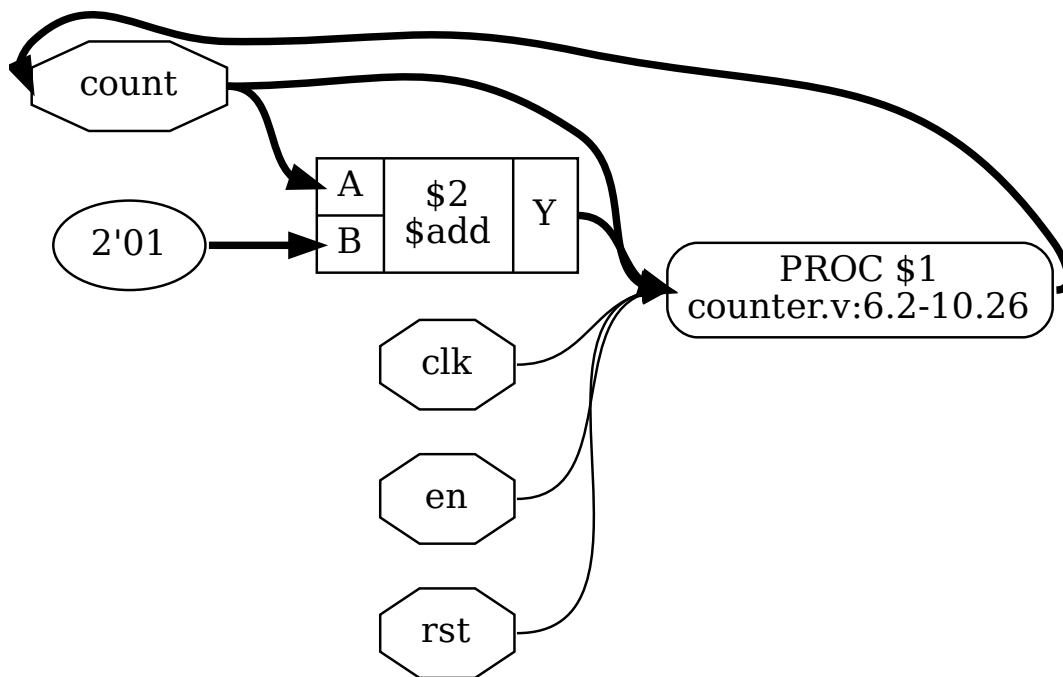 count
2'01
A
B
$2
$add
Y
PROC $1
counter.v:6.2-10.26
clk
en
rst